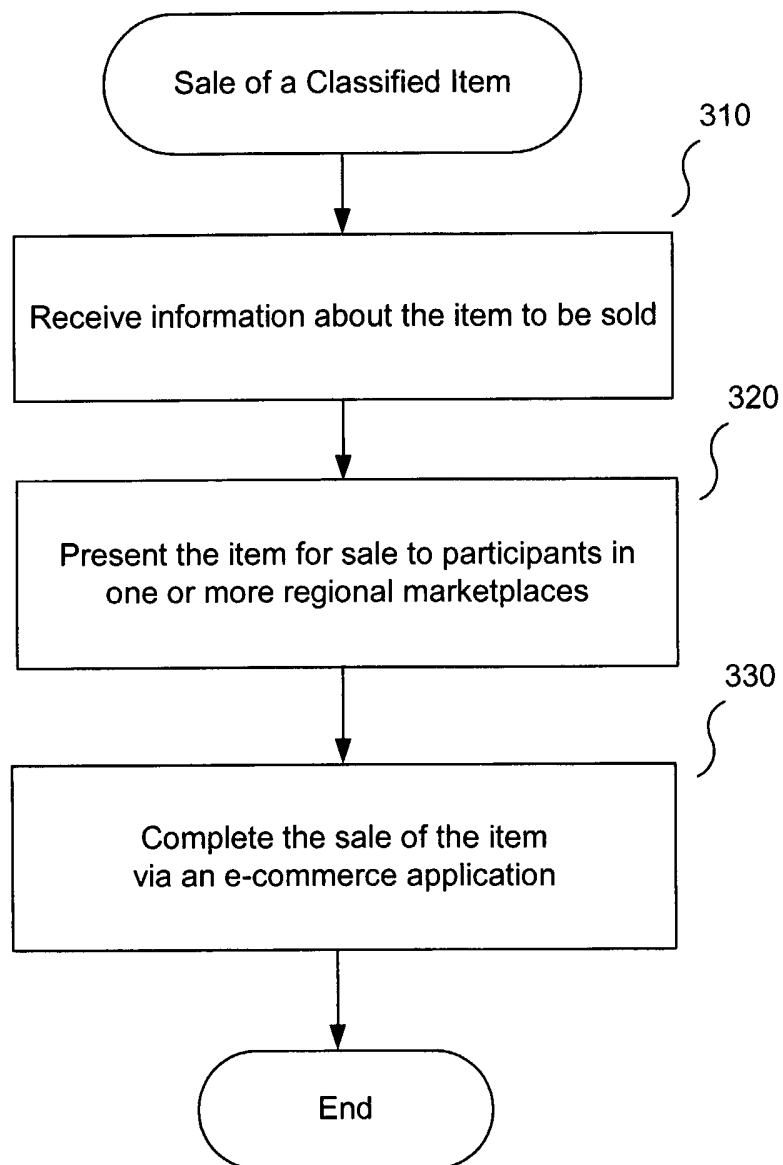 Sale of a Classified Item
310
Receive information about the item to be sold
320
Present the item for sale to participants in
one or more regional marketplaces
330
Complete the sale of the item
via an e-commerce application
End